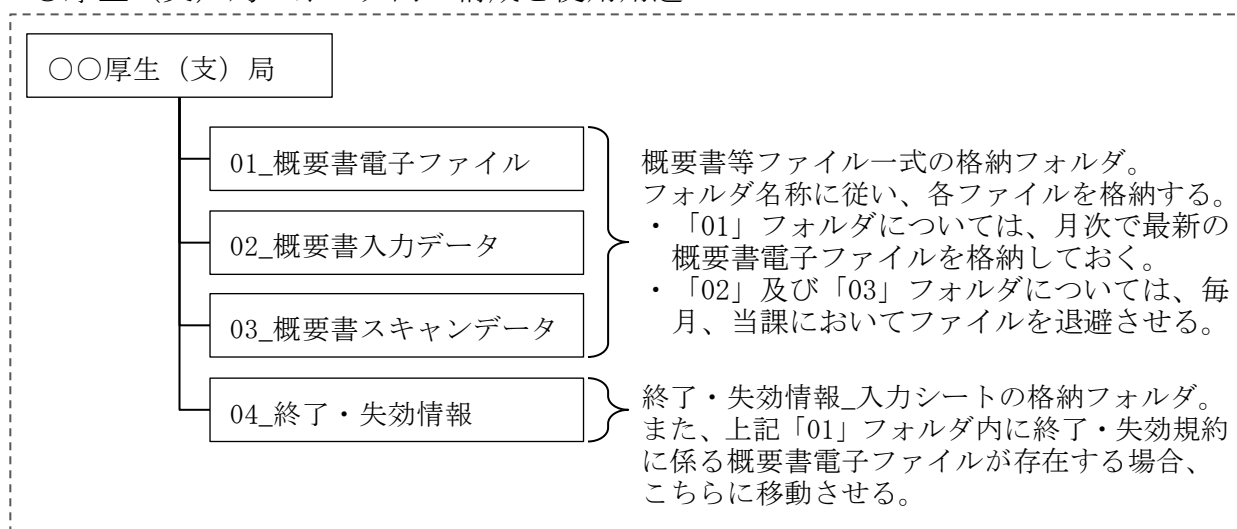 ○○厚生（支）局
01_概要書電子ファイル
02_概要書入力データ
03_概要書スキャンデータ
04_終了・失効情報
概要書等ファイル一式の格納フォルダ。
フォルダ名称に従い、各ファイルを格納する。
・「01」フォルダについては、月次で最新の
概要書電子ファイルを格納しておく。
・「02」及び「03」フォルダについては、毎
月、当課においてファイルを退避させる。
終了・失効情報_入力シートの格納フォルダ。
また、上記「01」フォルダ内に終了・失効規約
に係る概要書電子ファイルが存在する場合、
こちらに移動させる。